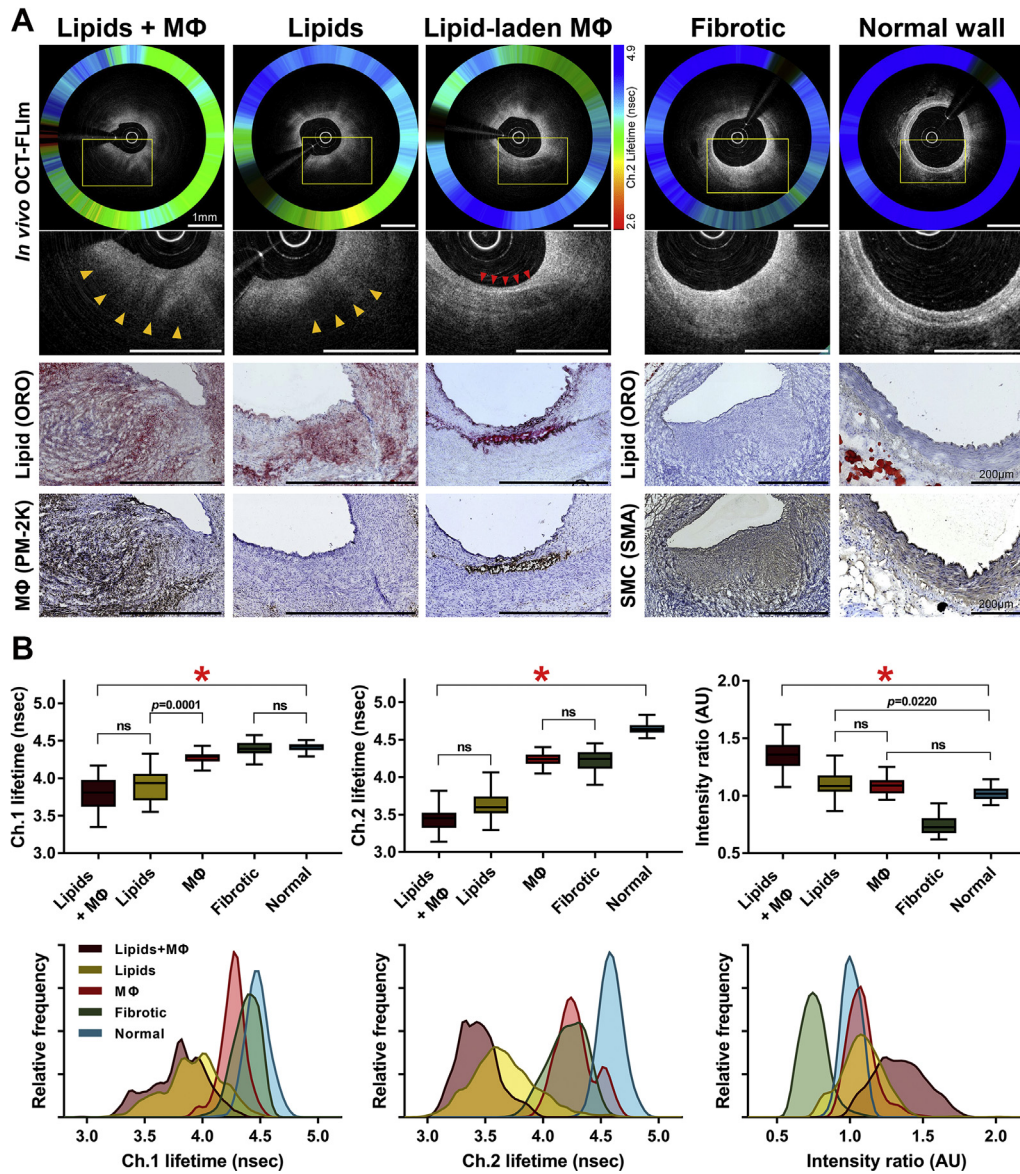 A
Lipids + MΦ
Lipids
Lipid-laden MΦ
Fibrotic
Normal wall
In vivo OCT-FLIm
1mm
4.9
Ch.2 Lifetime (nsec)
2.6
Lipid (ORO)
Lipid (ORO)
200μm
MΦ (PM-2K)
SMC (SMA)
200μm
B
Ch.1 lifetime (nsec)
5.0
4.5
4.0
3.5
3.0
*
ns
p=0.0001
ns
Lipids
+ MΦ
Lipids
MΦ
Fibrotic
Normal
Ch.2 lifetime (nsec)
5.0
4.5
4.0
3.5
3.0
*
ns
ns
Lipids
+ MΦ
Lipids
MΦ
Fibrotic
Normal
Intensity ratio (AU)
2.0
1.5
1.0
0.5
*
p=0.0220
ns
ns
Lipids
+ MΦ
Lipids
MΦ
Fibrotic
Normal
Relative frequency
Lipids+MΦ
Lipids
MΦ
Fibrotic
Normal
3.0 3.5 4.0 4.5 5.0
Ch.1 lifetime (nsec)
Relative frequency
3.0 3.5 4.0 4.5 5.0
Ch.2 lifetime (nsec)
Relative frequency
0.5 1.0 1.5 2.0
Intensity ratio (AU)